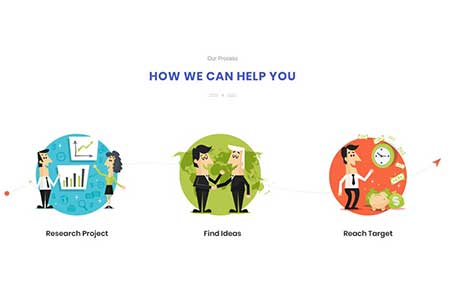 Our Process
HOW WE CAN HELP YOU
Research Project
Find Ideas
Reach Target